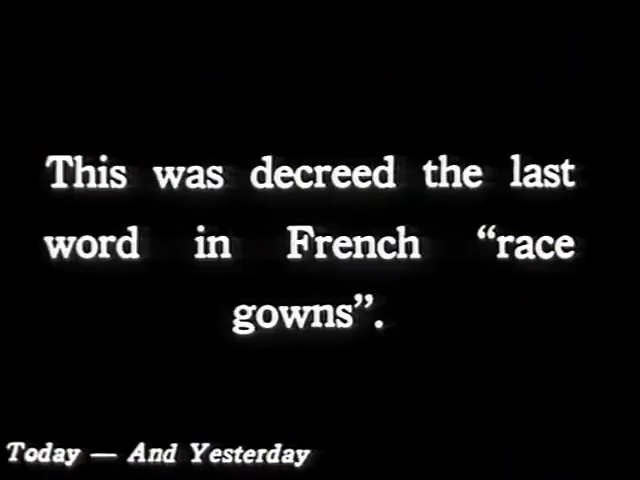 This was decreed the last
word in French “race
gowns”.
Today — And Yesterday